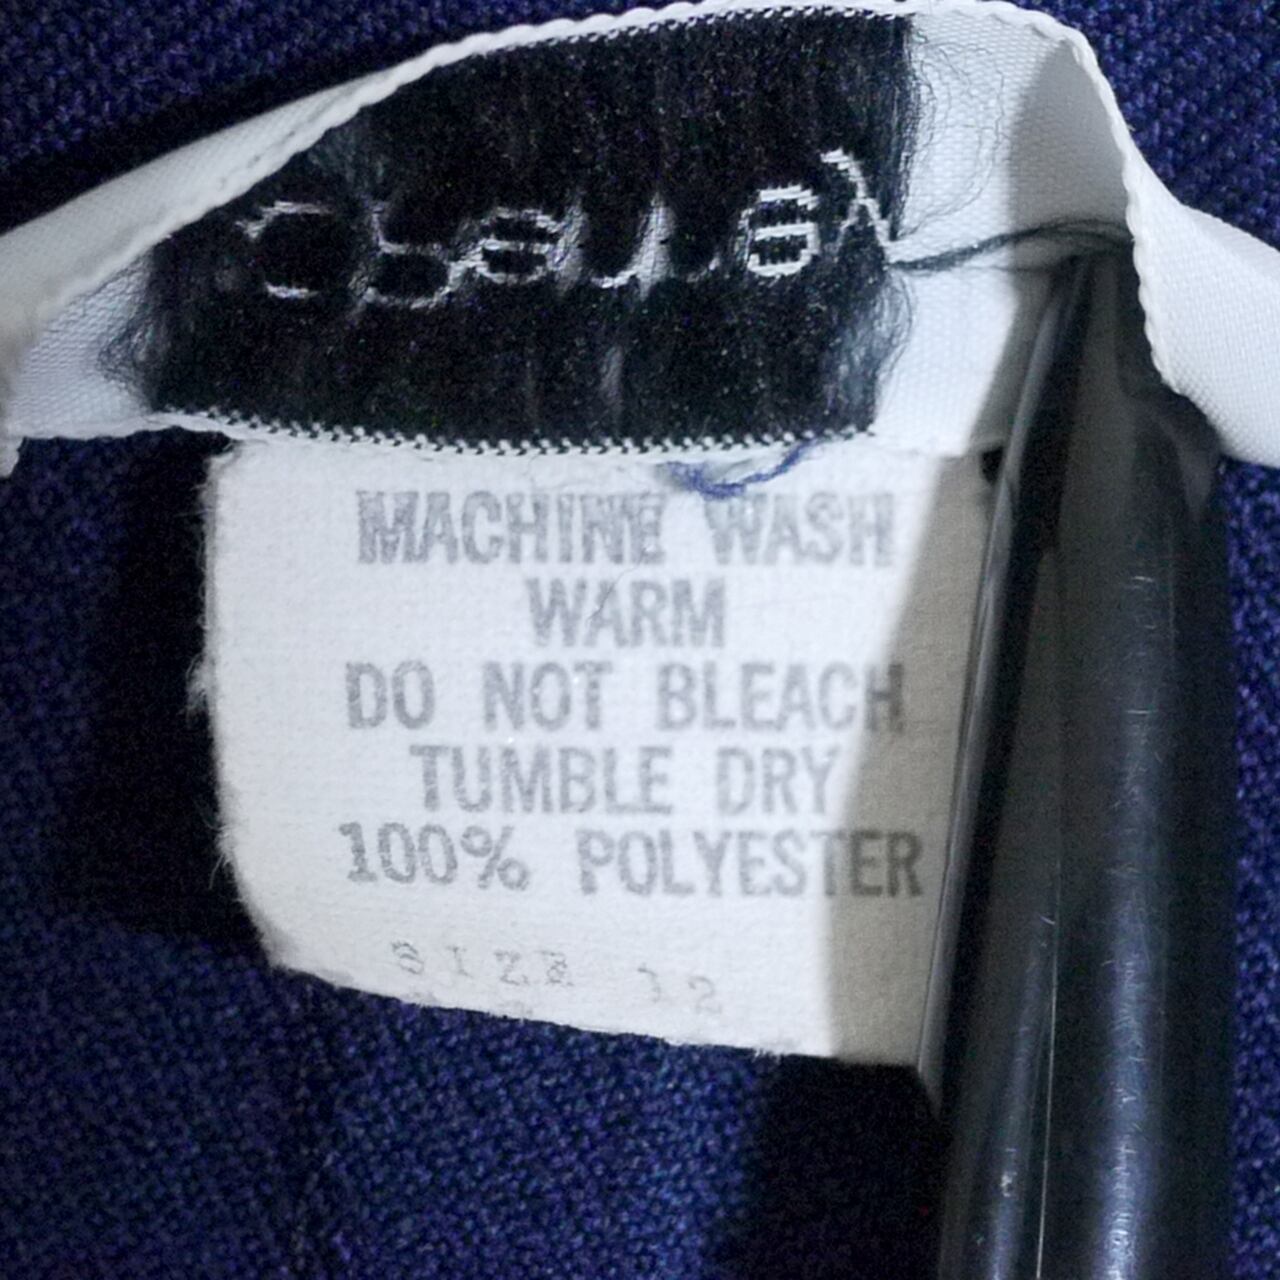 MACHINE WASH
WARM
DO NOT BLEACH
TUMBLE DRY
100% POLYESTER
SIZE 12